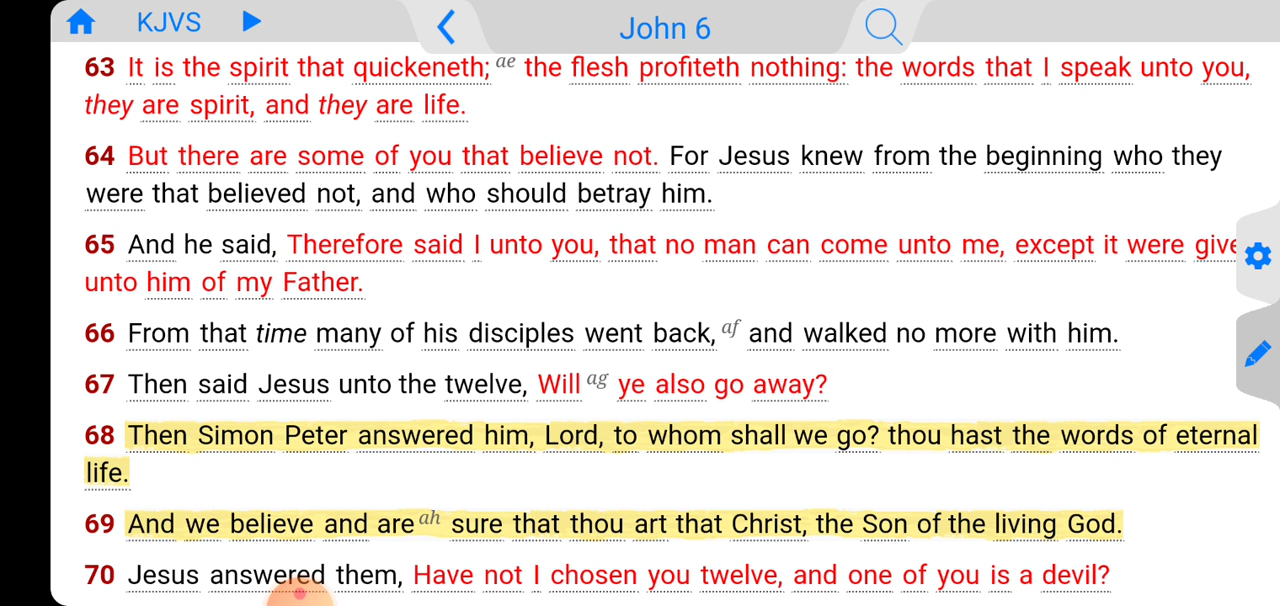 KJVS
John 6
63 It is the spirit that quickeneth; ae the flesh profiteth nothing: the words that I speak unto you,
they are spirit, and they are life.
64 But there are some of you that believe not. For Jesus knew from the beginning who they
were that believed not, and who should betray him.
65 And he said, Therefore said I unto you, that no man can come unto me, except it were give
unto him of my Father.
66 From that time many of his disciples went back, af and walked no more with him.
67 Then said Jesus unto the twelve, Will ag ye also go away?
68 Then Simon Peter answered him, Lord, to whom shall we go? thou hast the words of eternal
life.
69 And we believe and are ah sure that thou art that Christ, the Son of the living God.
70 Jesus answered them, Have not I chosen you twelve, and one of you is a devil?